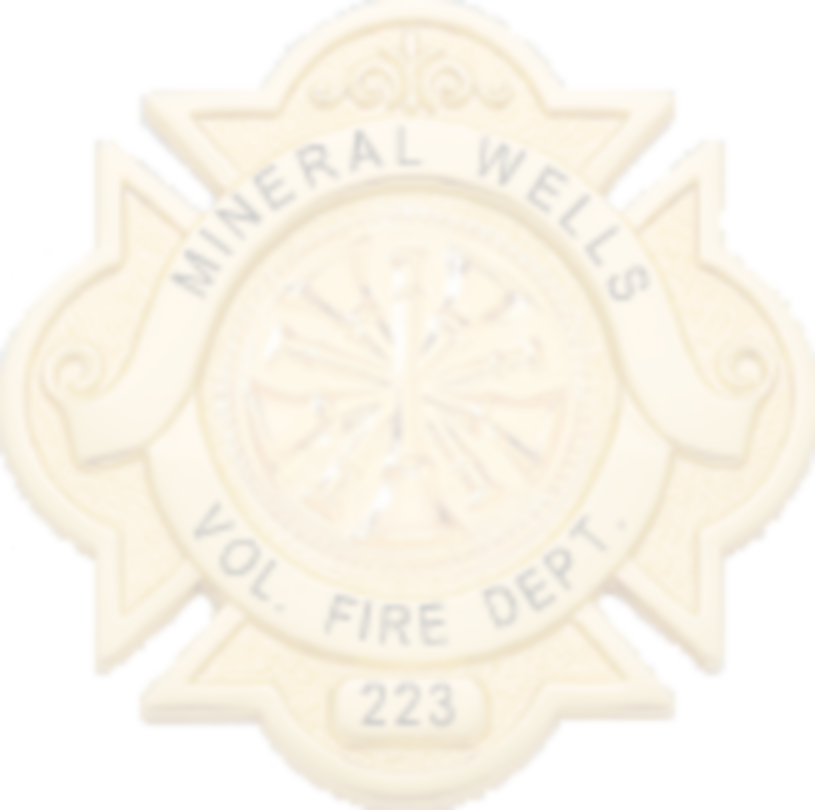 MINERAL WELLS
VOL. FIRE DEPT.
223